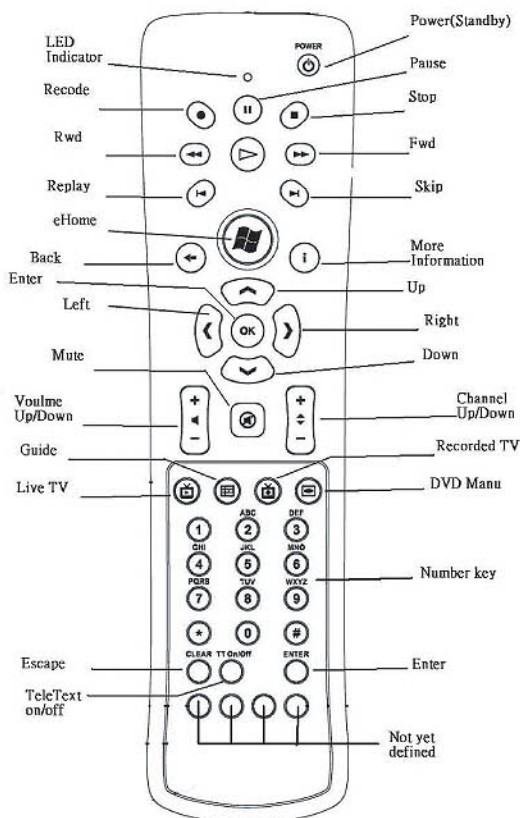 Power(Standby)
LED
Indicator
POWER
Pause
Recode
Stop
Rwd
Fwd
Replay
Skip
eHome
Back
More
Information
i
Enter
Up
Left
OK
Right
Mute
Down
Voulme
Up/Down
+
-
+
-
Channel
Up/Down
Guide
Recorded TV
Live TV
DVD Manu
ABC
DEF
1
2
3
GHI
JKL
MNO
4
5
6
Number key
PQRS
TUV
WXYZ
7
8
9
*
0
#
CLEAR
TT On/Off
ENTER
Escape
Enter
TeleText
on/off
Not yet
defined